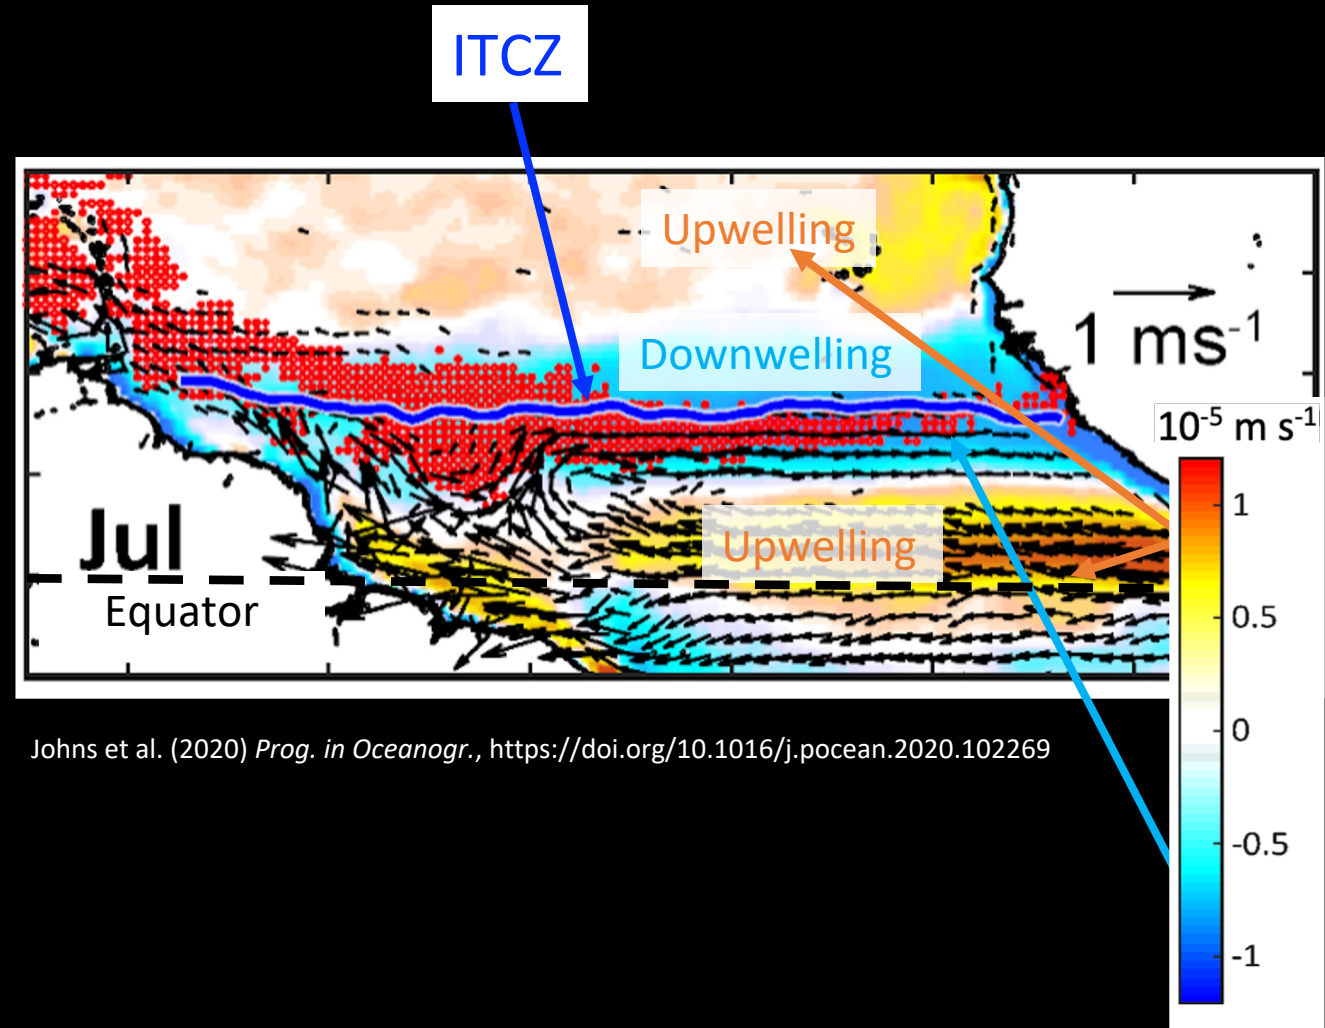 ITCZ
Upwelling
Downwelling
1 ms-1
10-5 m s-1
1
Jul
Upwelling
Equator
0.5
0
Johns et al. (2020) Prog. in Oceanogr., https://doi.org/10.1016/j.pocean.2020.102269
-0.5
-1